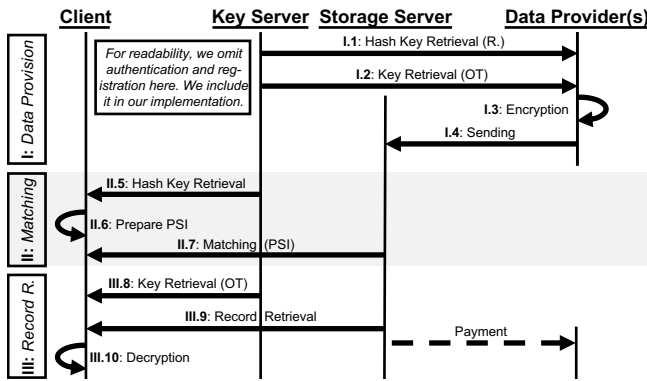 Client Key Server Storage Server Data Provider(s)
I: Data Provision
For readability, we omit
authentication and reg-
istration here. We include
it in our implementation.
I.1: Hash Key Retrieval (R.)
I.2: Key Retrieval (OT)
I.3: Encryption
I.4: Sending
II: Matching
II.5: Hash Key Retrieval
II.6: Prepare PSI
II.7: Matching (PSI)
III: Record R.
III.8: Key Retrieval (OT)
III.9: Record Retrieval
Payment
III.10: Decryption